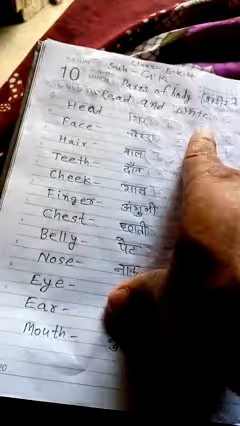 Class-L.K.G
Sub- G.K
10
Parts of body
Read and write
Head- सिर
Face- चेहरा
Hair- बाल
Teeth- दाँत
Cheek- गाल
Finger- अंगुली
Chest- छाती
Belly- पेट
Nose- नाक
Eye-
Ear-
Mouth-